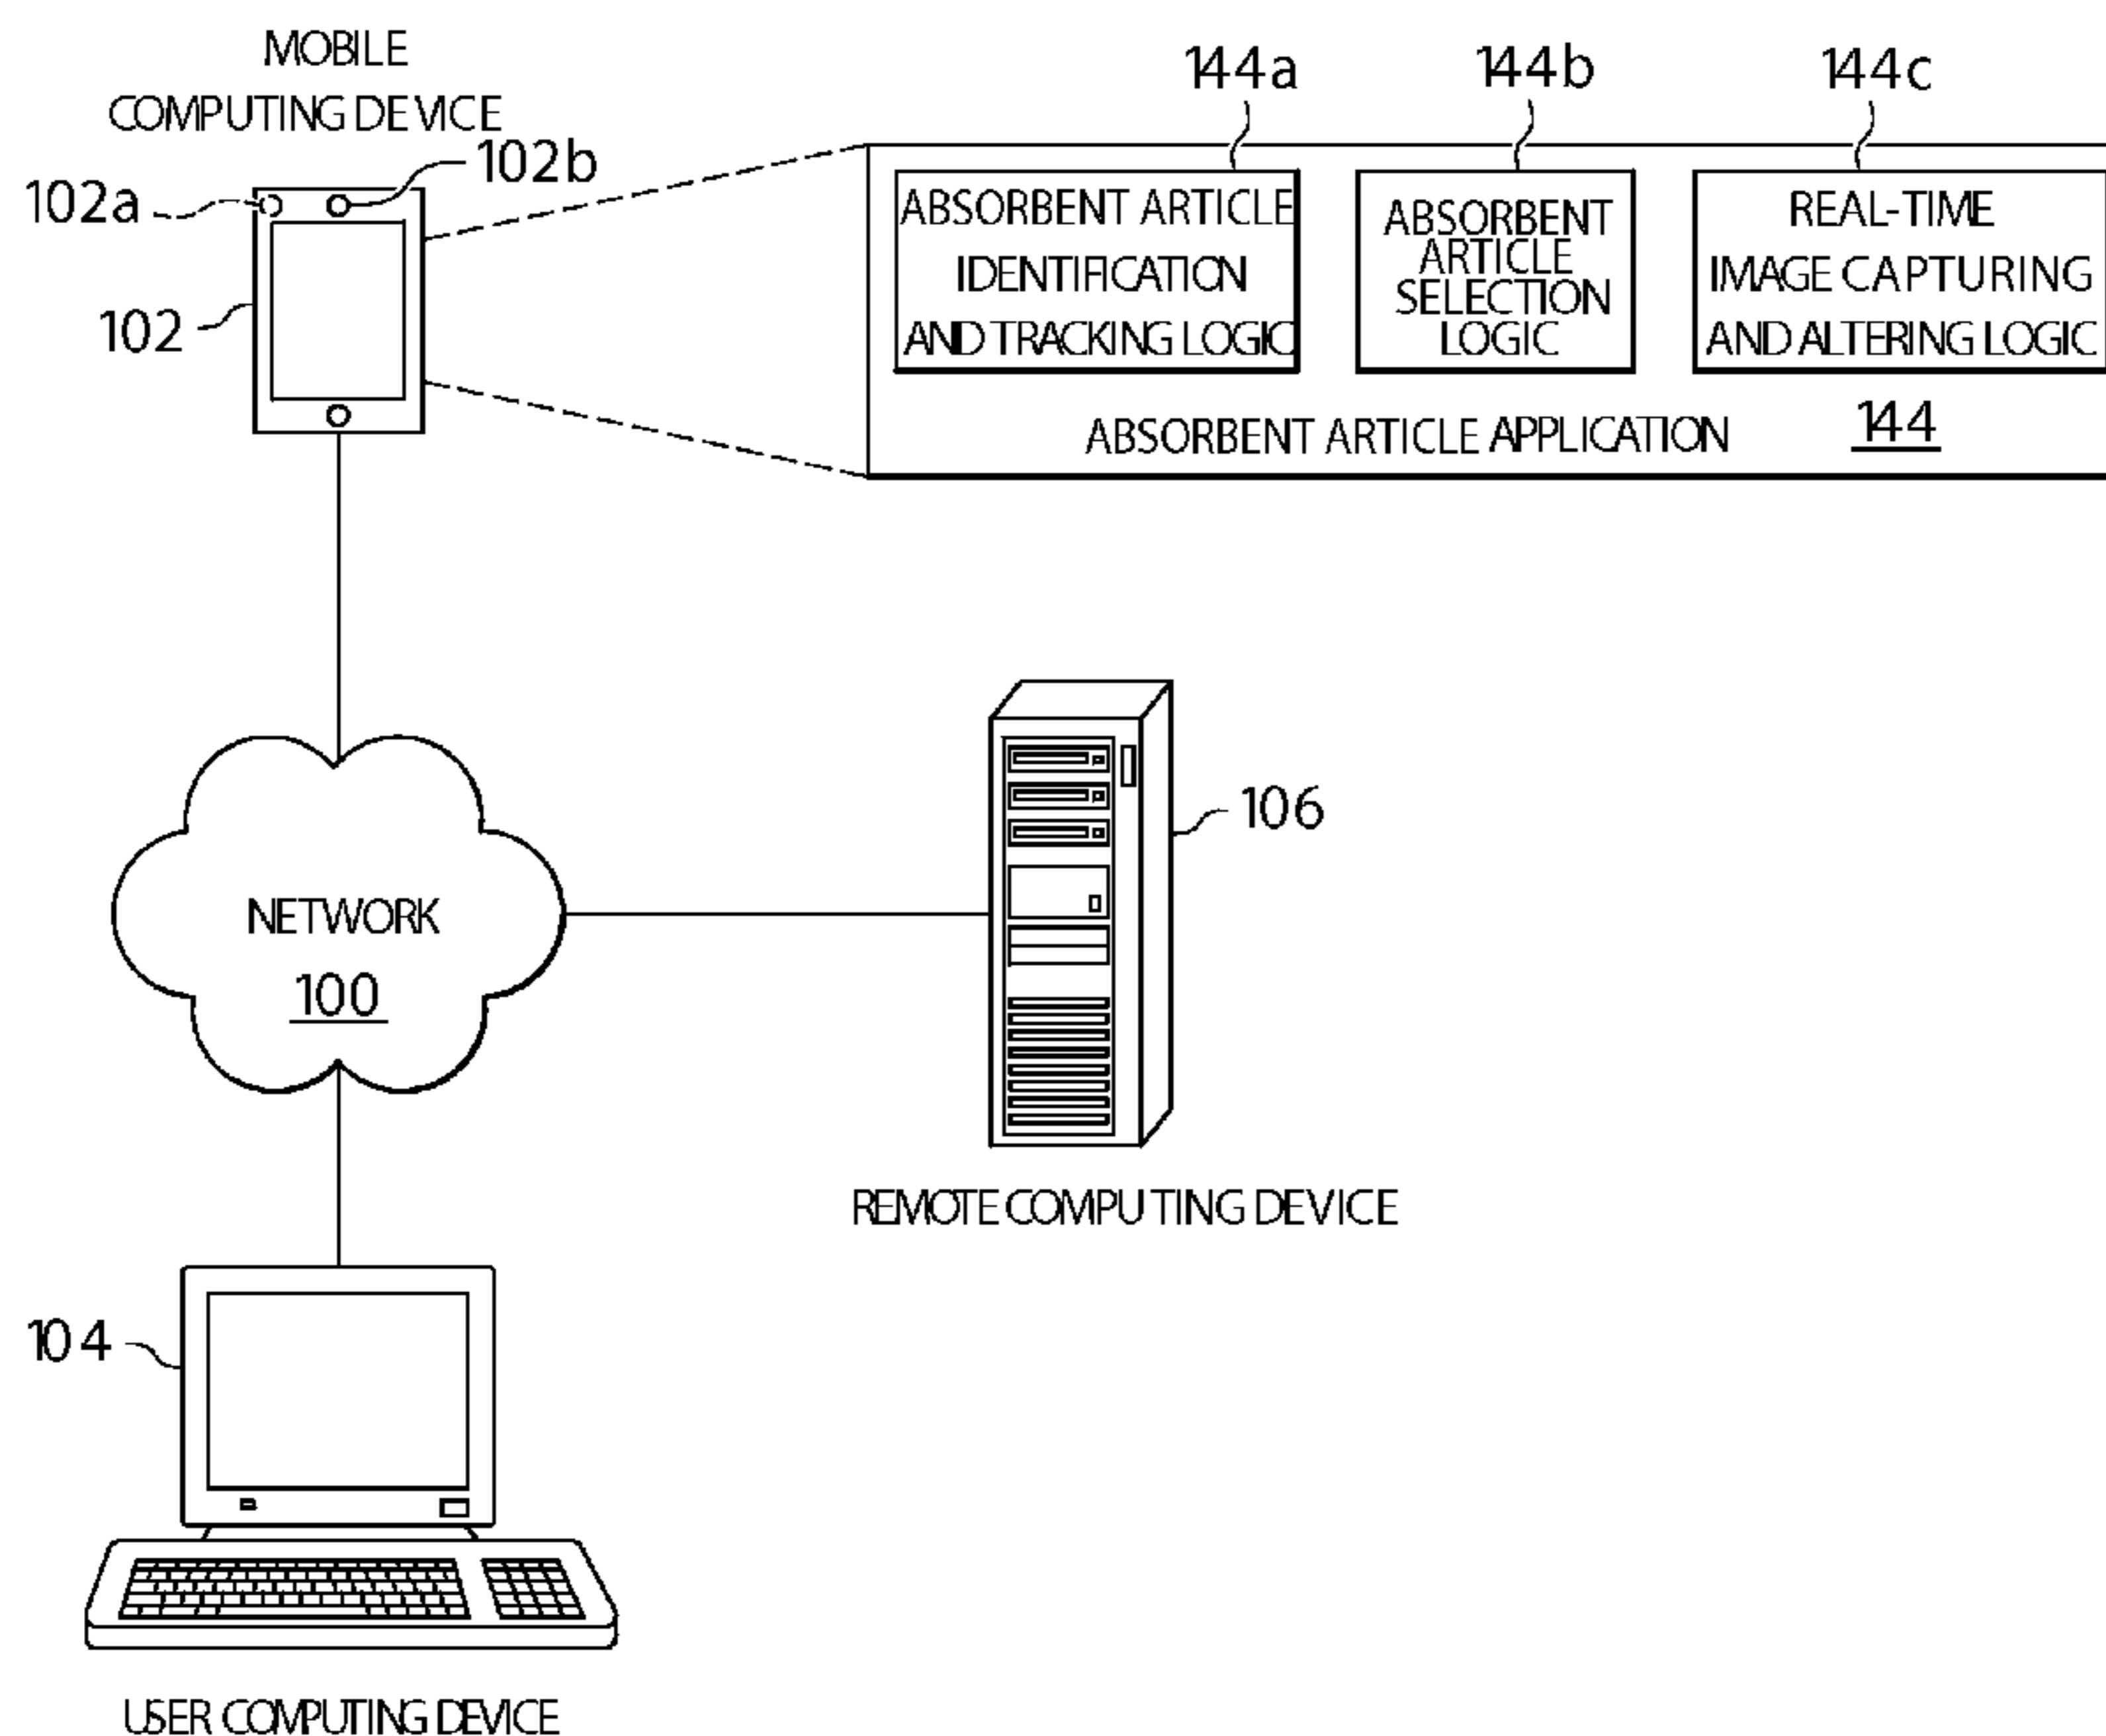 MOBILE
COMPUTING DEVICE
102a
102b
102
144a
144b
144c
ABSORBENT ARTICLE
IDENTIFICATION
AND TRACKING LOGIC
ABSORBENT
ARTICLE
SELECTION
LOGIC
REAL-TIME
IMAGE CAPTURING
AND ALTERING LOGIC
ABSORBENT ARTICLE APPLICATION 144
NETWORK
100
106
REMOTE COMPUTING DEVICE
104
USER COMPUTING DEVICE